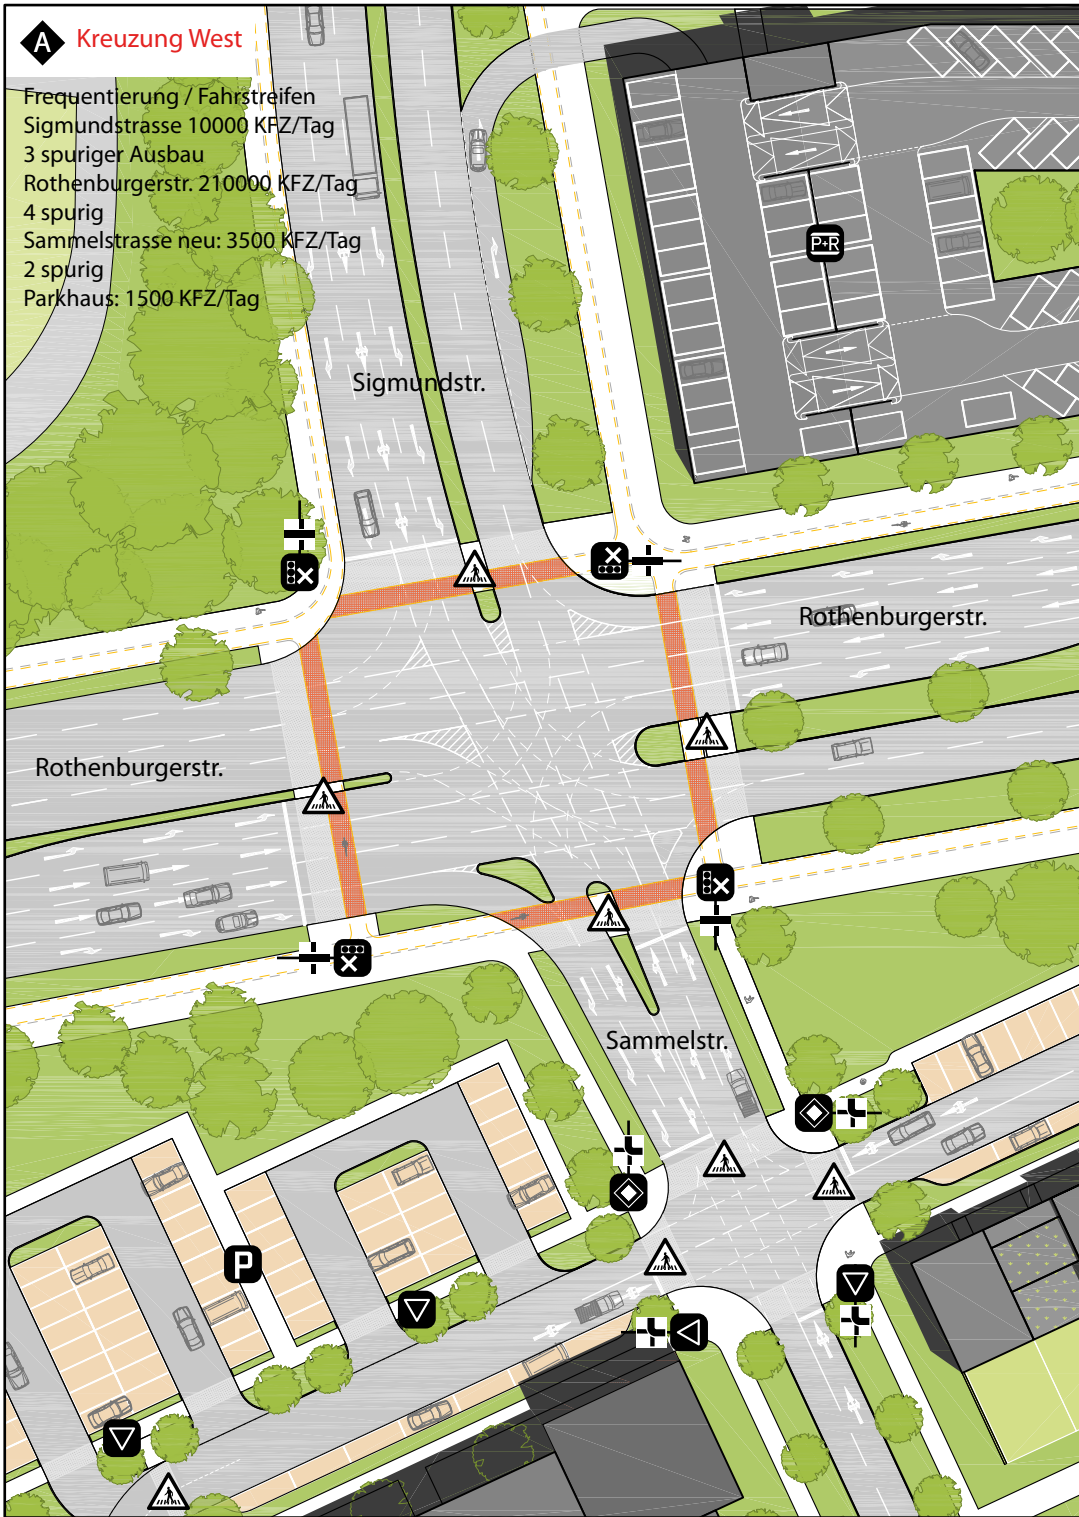 A Kreuzung West
Frequentierung / Fahrstreifen
Sigmundstrasse 10000 KFZ/Tag
3 spuriger Ausbau
Rothenburgerstr. 210000 KFZ/Tag
4 spurig
Sammelstrasse neu: 3500 KFZ/Tag
2 spurig
Parkhaus: 1500 KFZ/Tag
P+R
Sigmundstr.
Rothenburgerstr.
Rothenburgerstr.
Sammelstr.
P